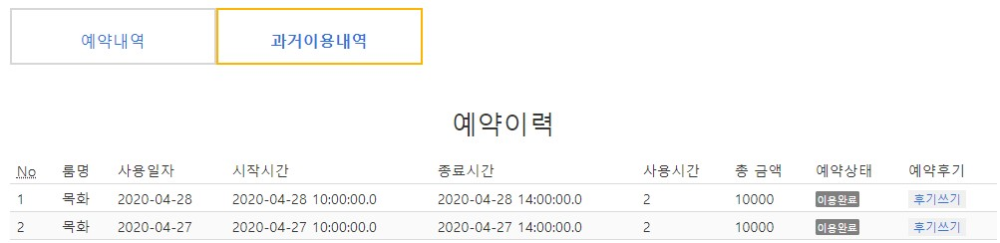 예약내역 과거이용내역
예약이력
No 룸명 사용일자 시작시간 종료시간 사용시간 총 금액 예약상태 예약후기
1 목화 2020-04-28 2020-04-28 10:00:00.0 2020-04-28 14:00:00.0 2 10000 이용완료 후기쓰기
2 목화 2020-04-27 2020-04-27 10:00:00.0 2020-04-27 14:00:00.0 2 10000 이용완료 후기쓰기